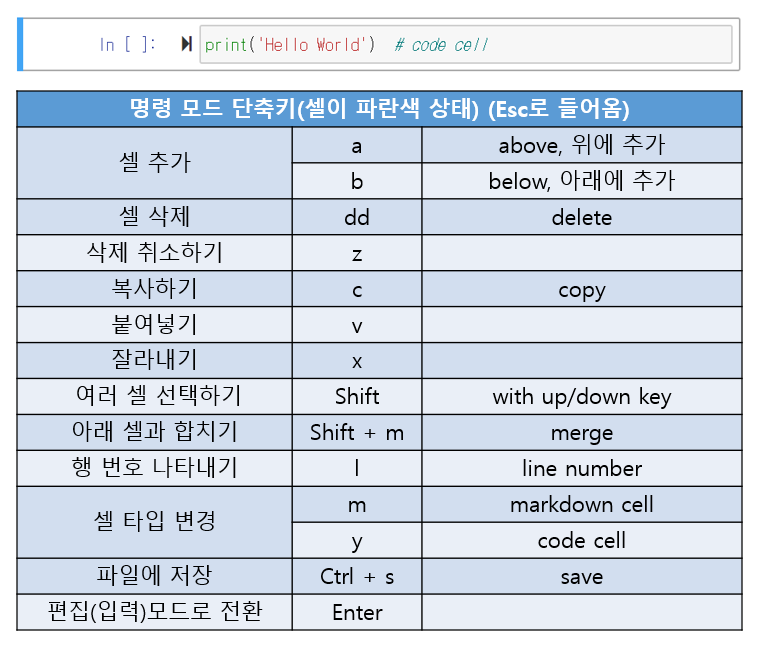 In [ ]: print('Hello World') # code cell
명령 모드 단축키(셀이 파란색 상태) (Esc로 들어옴)
셀 추가 a above, 위에 추가
b below, 아래에 추가
셀 삭제 dd delete
삭제 취소하기 z
복사하기 c copy
붙여넣기 v
잘라내기 x
여러 셀 선택하기 Shift with up/down key
아래 셀과 합치기 Shift + m merge
행 번호 나타내기 l line number
셀 타입 변경 m markdown cell
y code cell
파일에 저장 Ctrl + s save
편집(입력)모드로 전환 Enter